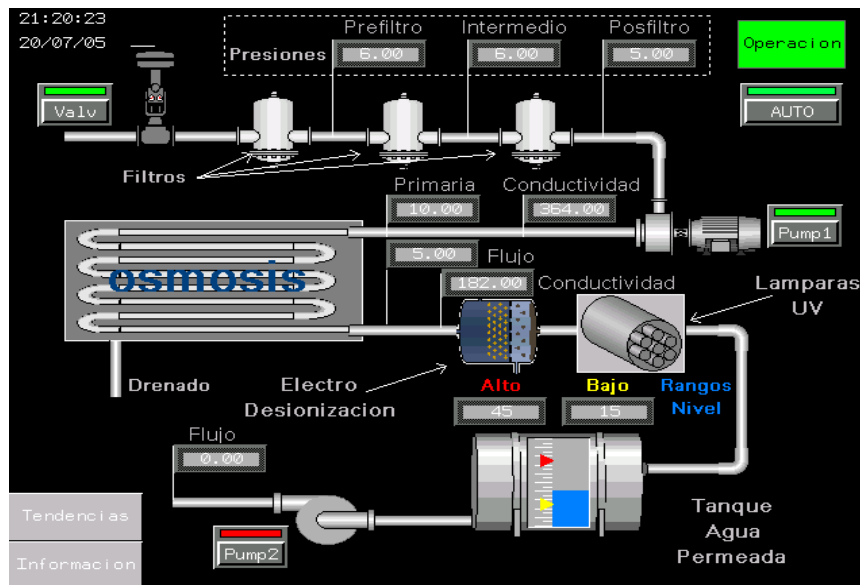 21:20:23
20/07/05
Presiones
Prefiltro
6.00
Intermedio
6.00
Posfiltro
5.00
Operacion
Valv
AUTO
Filtros
Primaria
10.00
Conductividad
364.00
Pump1
5.00
Flujo
182.00
Conductividad
osmosis
Lamparas
UV
Drenado
Electro
Desionizacion
Alto
45
Bajo
15
Rangos
Nivel
Flujo
0.00
Pump2
Tanque
Agua
Permeada
Tendencias
Informacion